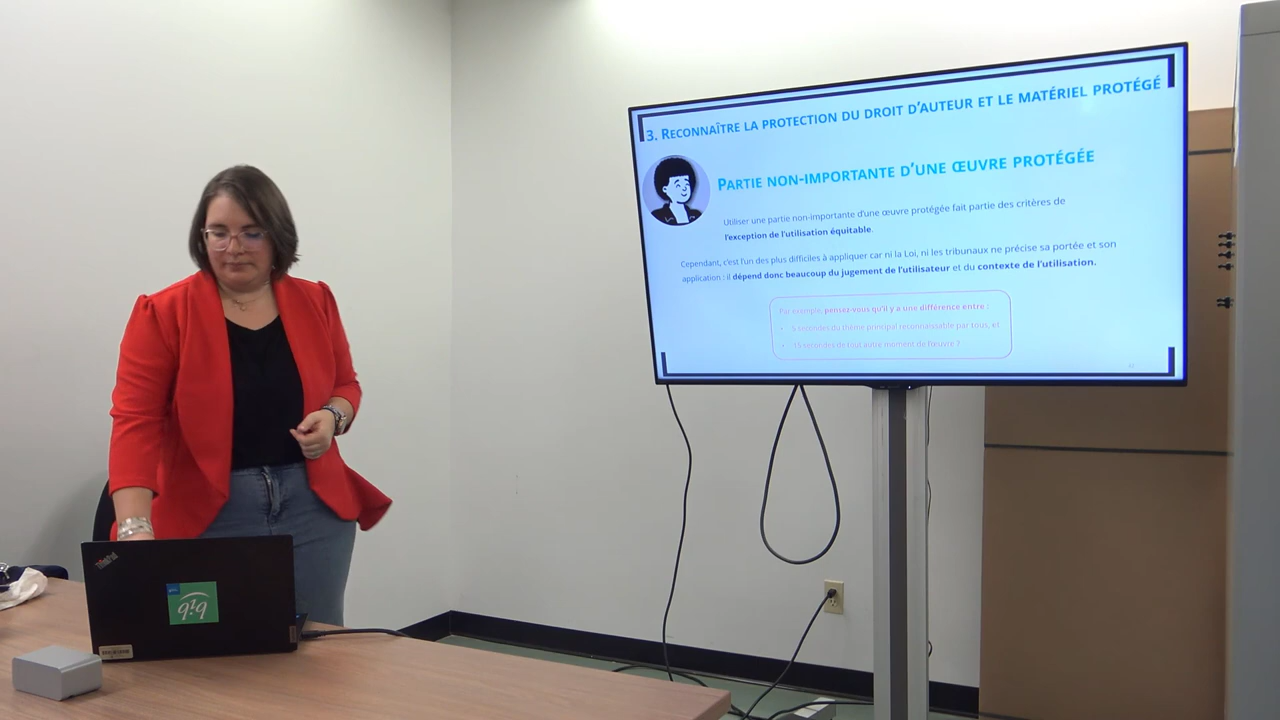 3. RECONNAÎTRE LA PROTECTION DU DROIT D'AUTEUR ET LE MATÉRIEL PROTÉGÉ
PARTIE NON-IMPORTANTE D'UNE ŒUVRE PROTÉGÉE
Utiliser une partie non-importante d'une œuvre protégée fait partie des critères de
l'exception de l'utilisation équitable.
Cependant, c'est l'un des plus difficiles à appliquer car ni la Loi, ni les tribunaux ne précise sa portée et son
application : il dépend donc beaucoup du jugement de l'utilisateur et du contexte de l'utilisation.
Par exemple, pensez-vous qu'il y a une différence entre :
• 5 secondes du thème principal reconnaissable par tous, et
• 15 secondes de tout autre moment de l'œuvre ?
ThinkPad
bib